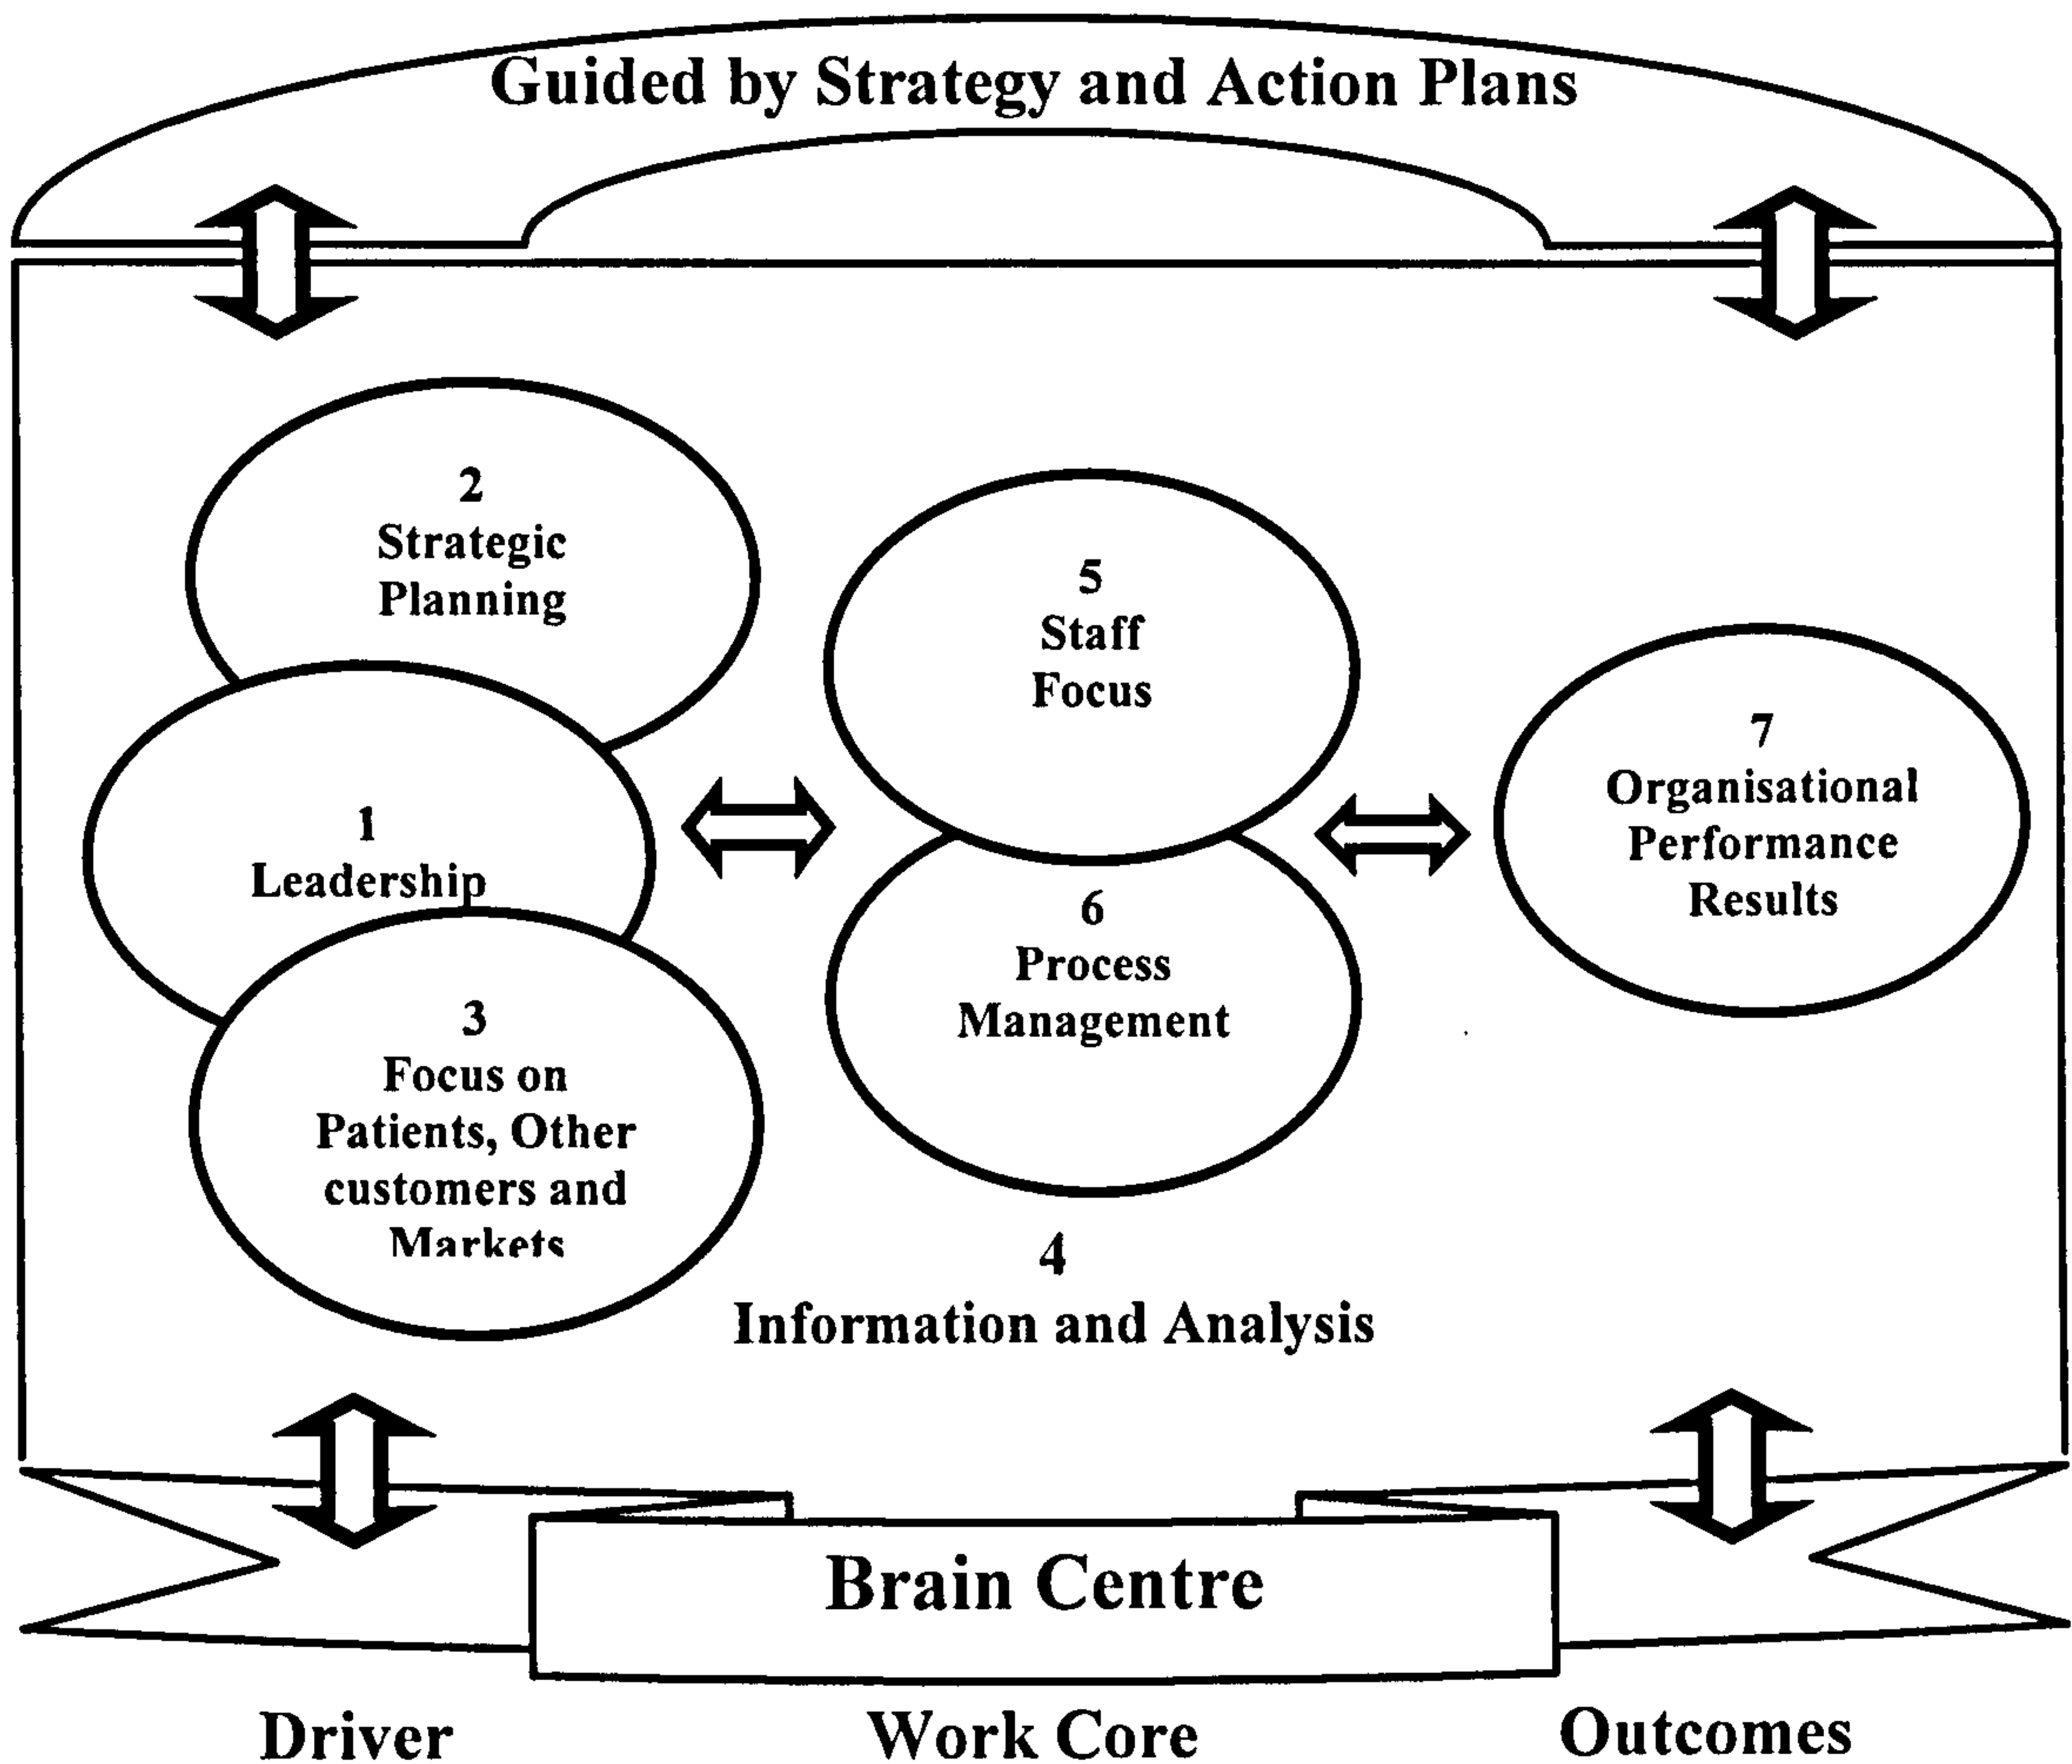 Guided by Strategy and Action Plans
2
Strategic
Planning
1
Leadership
3
Focus on
Patients, Other
customers and
Markets
5
Staff
Focus
6
Process
Management
7
Organisational
Performance
Results
4
Information and Analysis
Brain Centre
Driver
Work Core
Outcomes